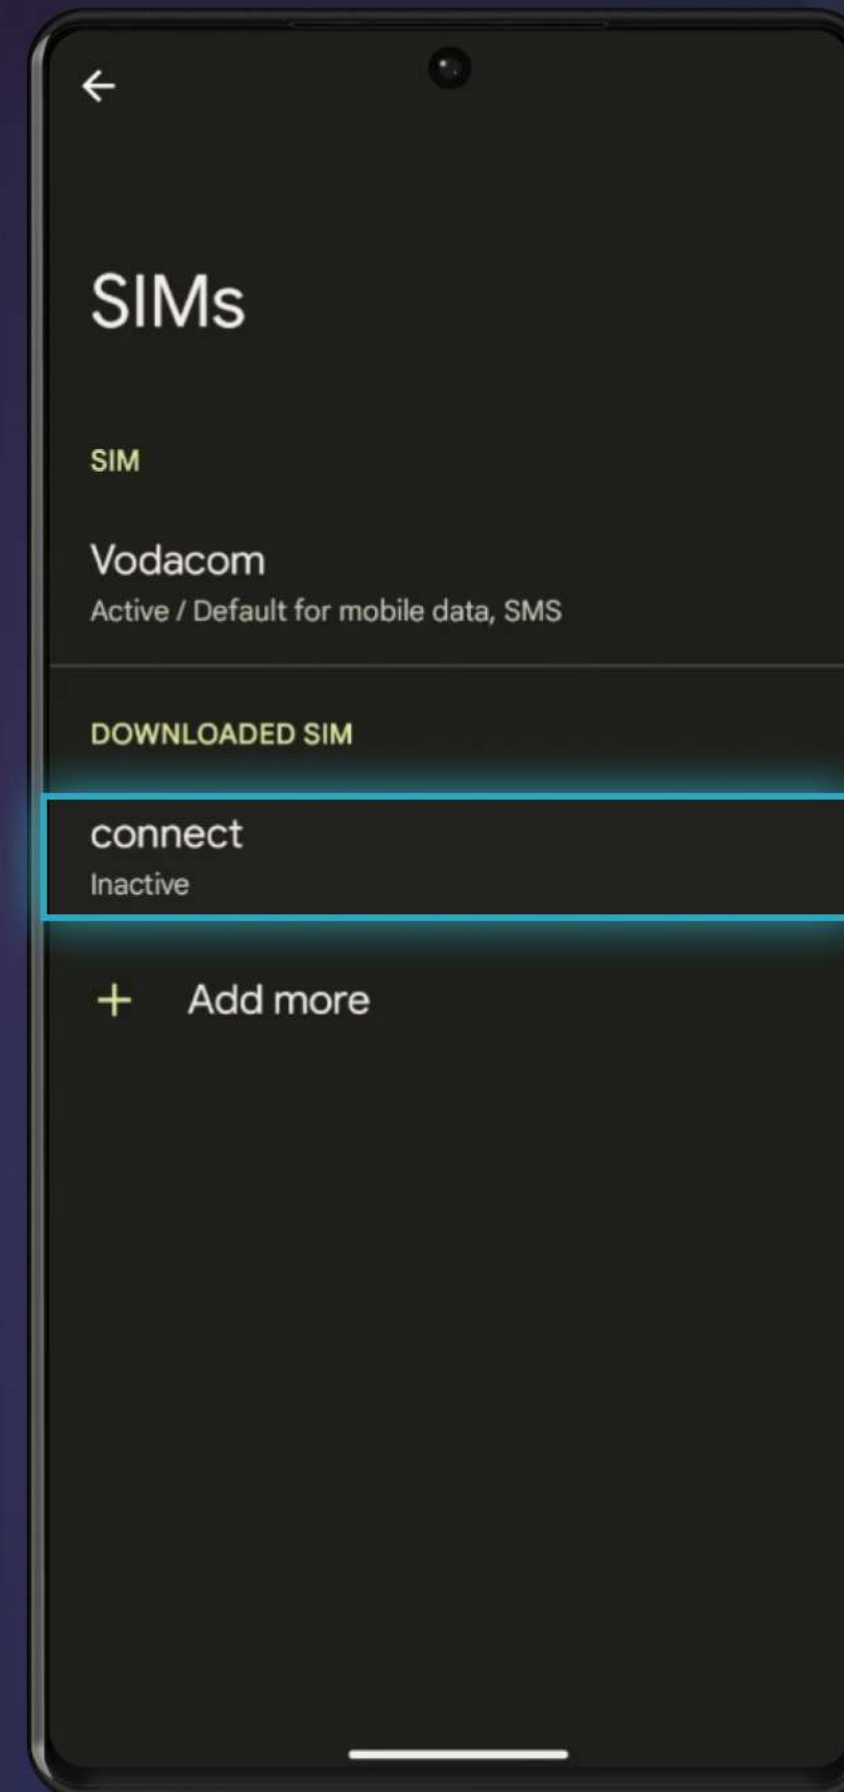 SIMs
SIM
Vodacom
Active / Default for mobile data, SMS
DOWNLOADED SIM
connect
Inactive
+ Add more